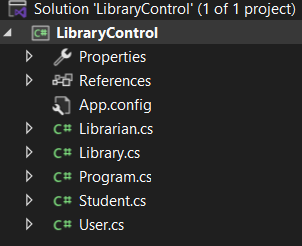 Solution 'LibraryControl' (1 of 1 project)
C# LibraryControl
Properties
References
App.config
C# Librarian.cs
C# Library.cs
C# Program.cs
C# Student.cs
C# User.cs